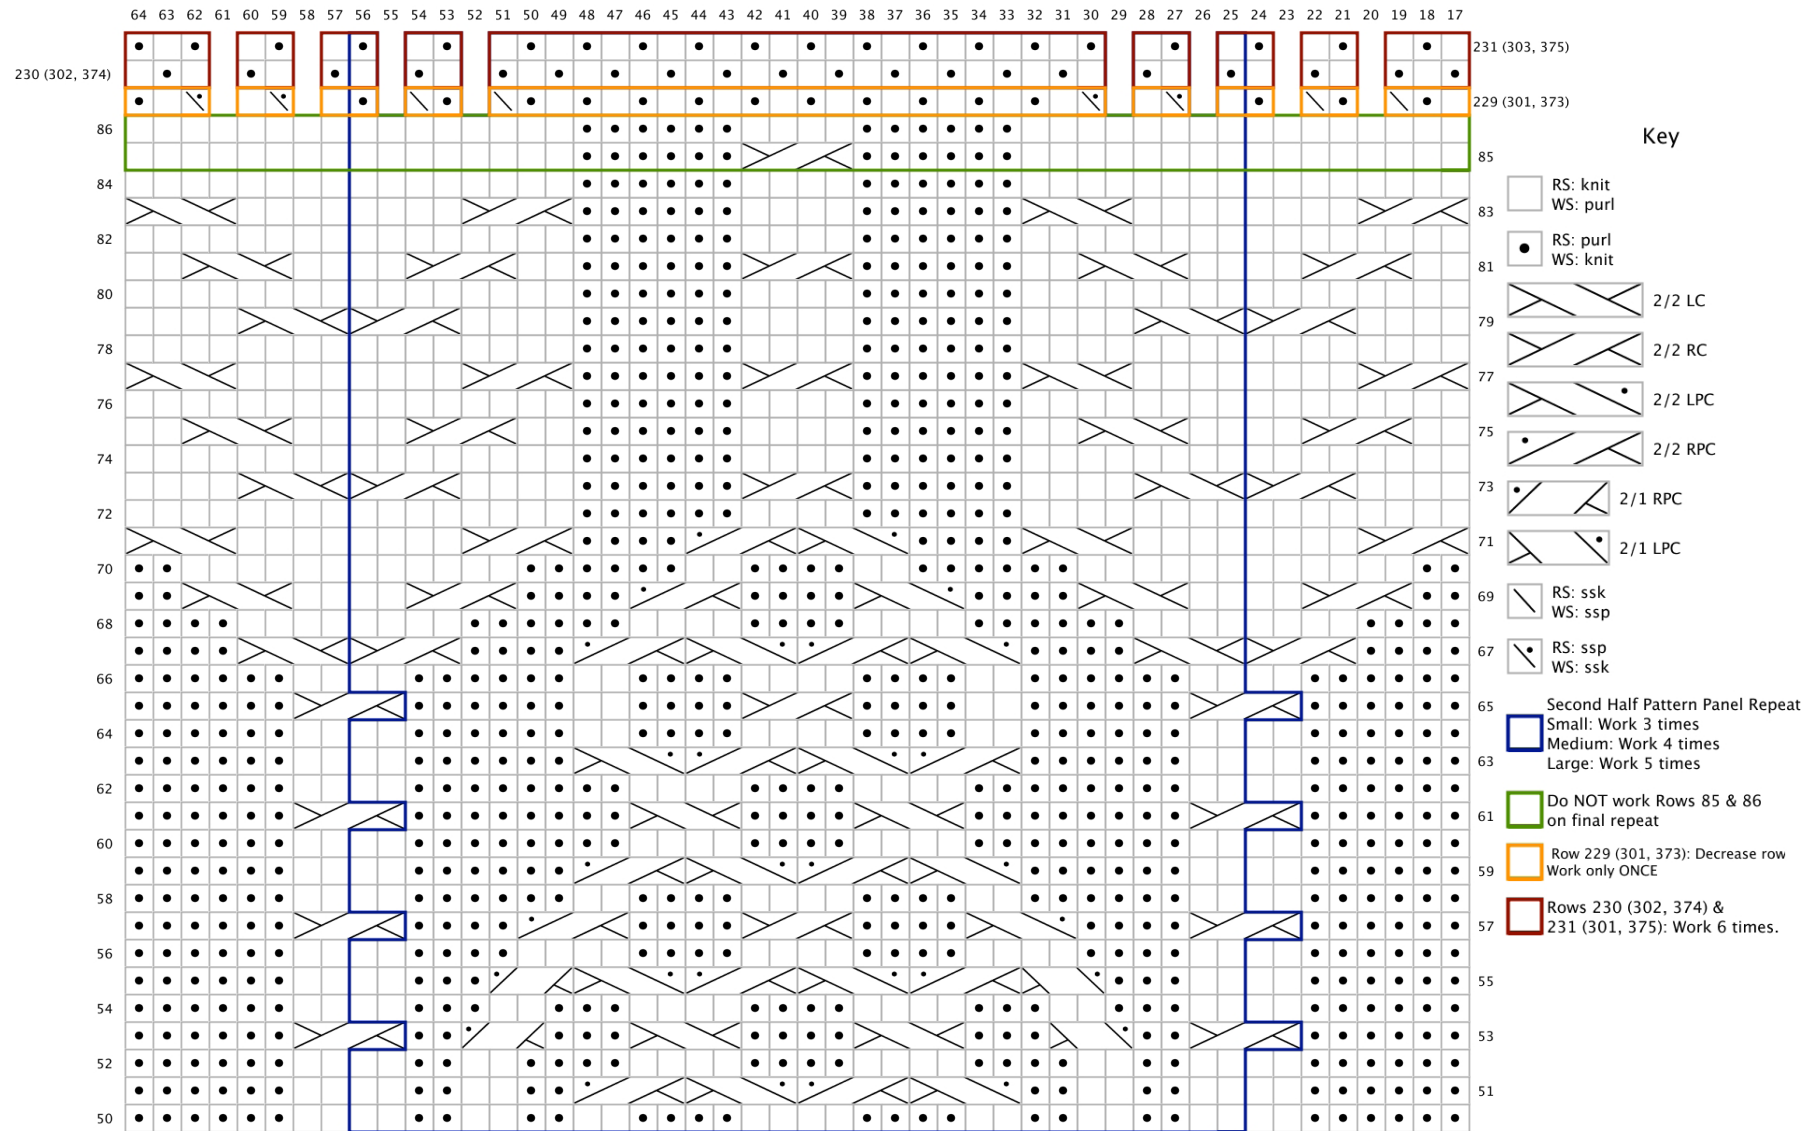 64 63 62 61 60 59 58 57 56 55 54 53 52 51 50 49 48 47 46 45 44 43 42 41 40 39 38 37 36 35 34 33 32 31 30 29 28 27 26 25 24 23 22 21 20 19 18 17
231 (303, 375)
230 (302, 374)
229 (301, 373)
86
85
84
83
82
81
80
79
78
77
76
75
74
73
72
71
70
69
68
67
66
65
64
63
62
61
60
59
58
57
56
55
54
53
52
51
50
Key
RS: knit
WS: purl
RS: purl
WS: knit
2/2 LC
2/2 RC
2/2 LPC
2/2 RPC
2/1 RPC
2/1 LPC
RS: ssk
WS: ssp
RS: ssp
WS: ssk
Second Half Pattern Panel Repeat
Small: Work 3 times
Medium: Work 4 times
Large: Work 5 times
Do NOT work Rows 85 & 86
on final repeat
Row 229 (301, 373): Decrease row
Work only ONCE
Rows 230 (302, 374) &
231 (301, 375): Work 6 times.